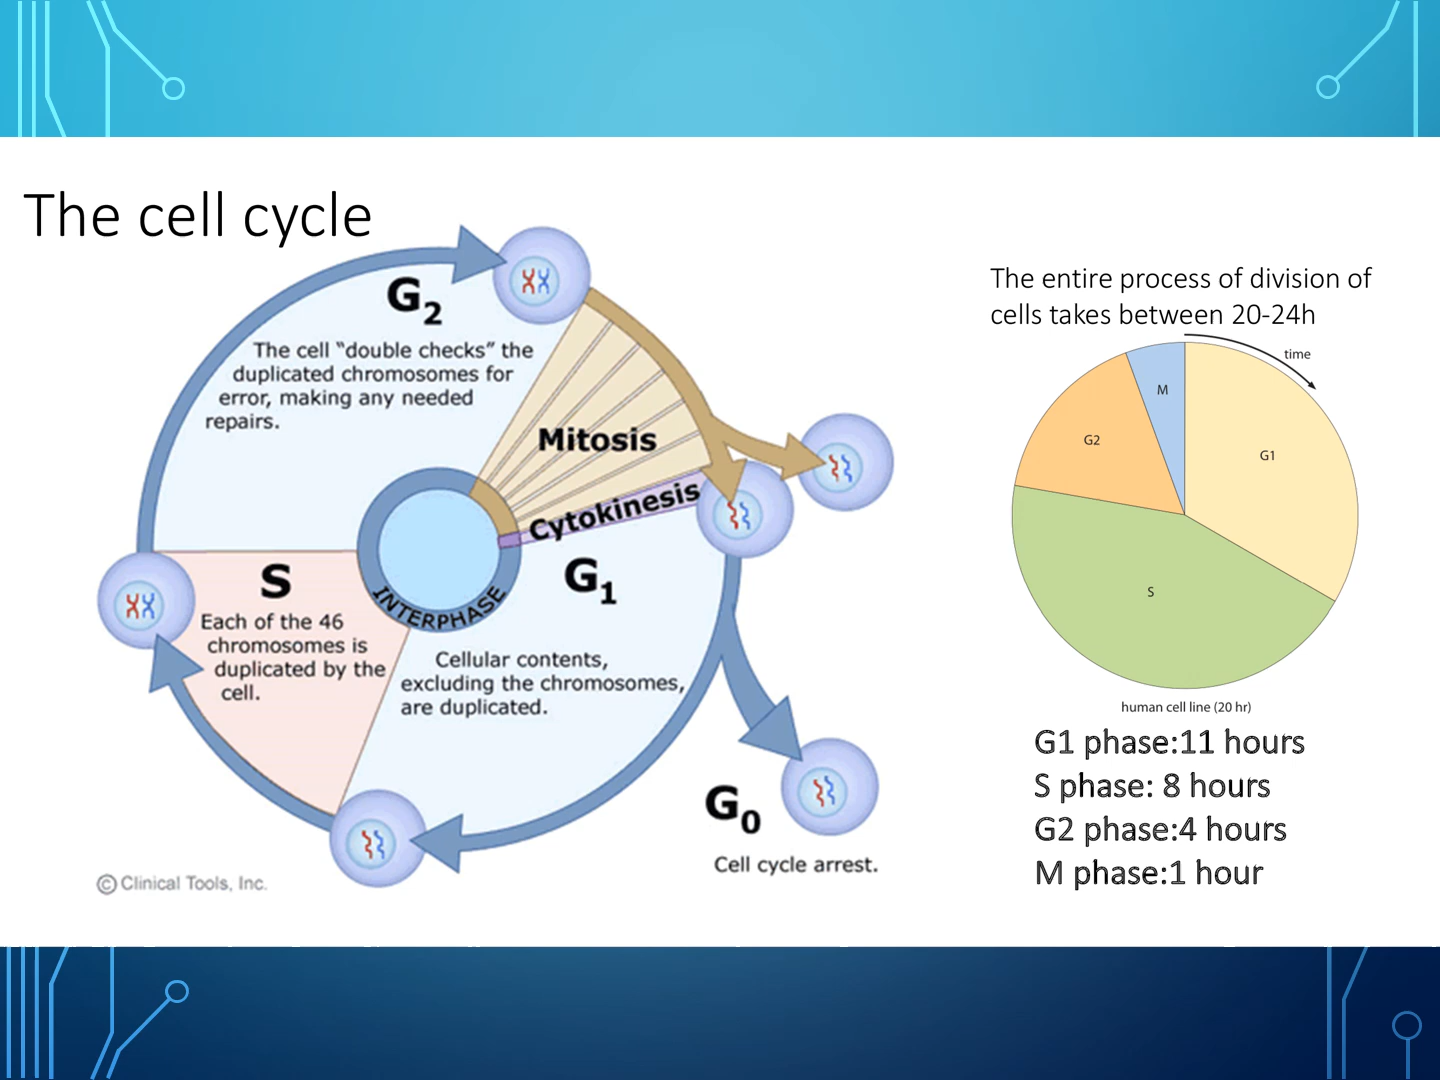 The cell cycle
G2
The cell “double checks” the
duplicated chromosomes for
error, making any needed
repairs.
Mitosis
Cytokinesis
S
Each of the 46
chromosomes is
duplicated by the
cell.
INTERPHASE
G1
Cellular contents,
excluding the chromosomes,
are duplicated.
G0
Cell cycle arrest.
© Clinical Tools, Inc.
The entire process of division of
cells takes between 20-24h
time
M
G2
G1
S
human cell line (20 hr)
G1 phase:11 hours
S phase: 8 hours
G2 phase:4 hours
M phase:1 hour